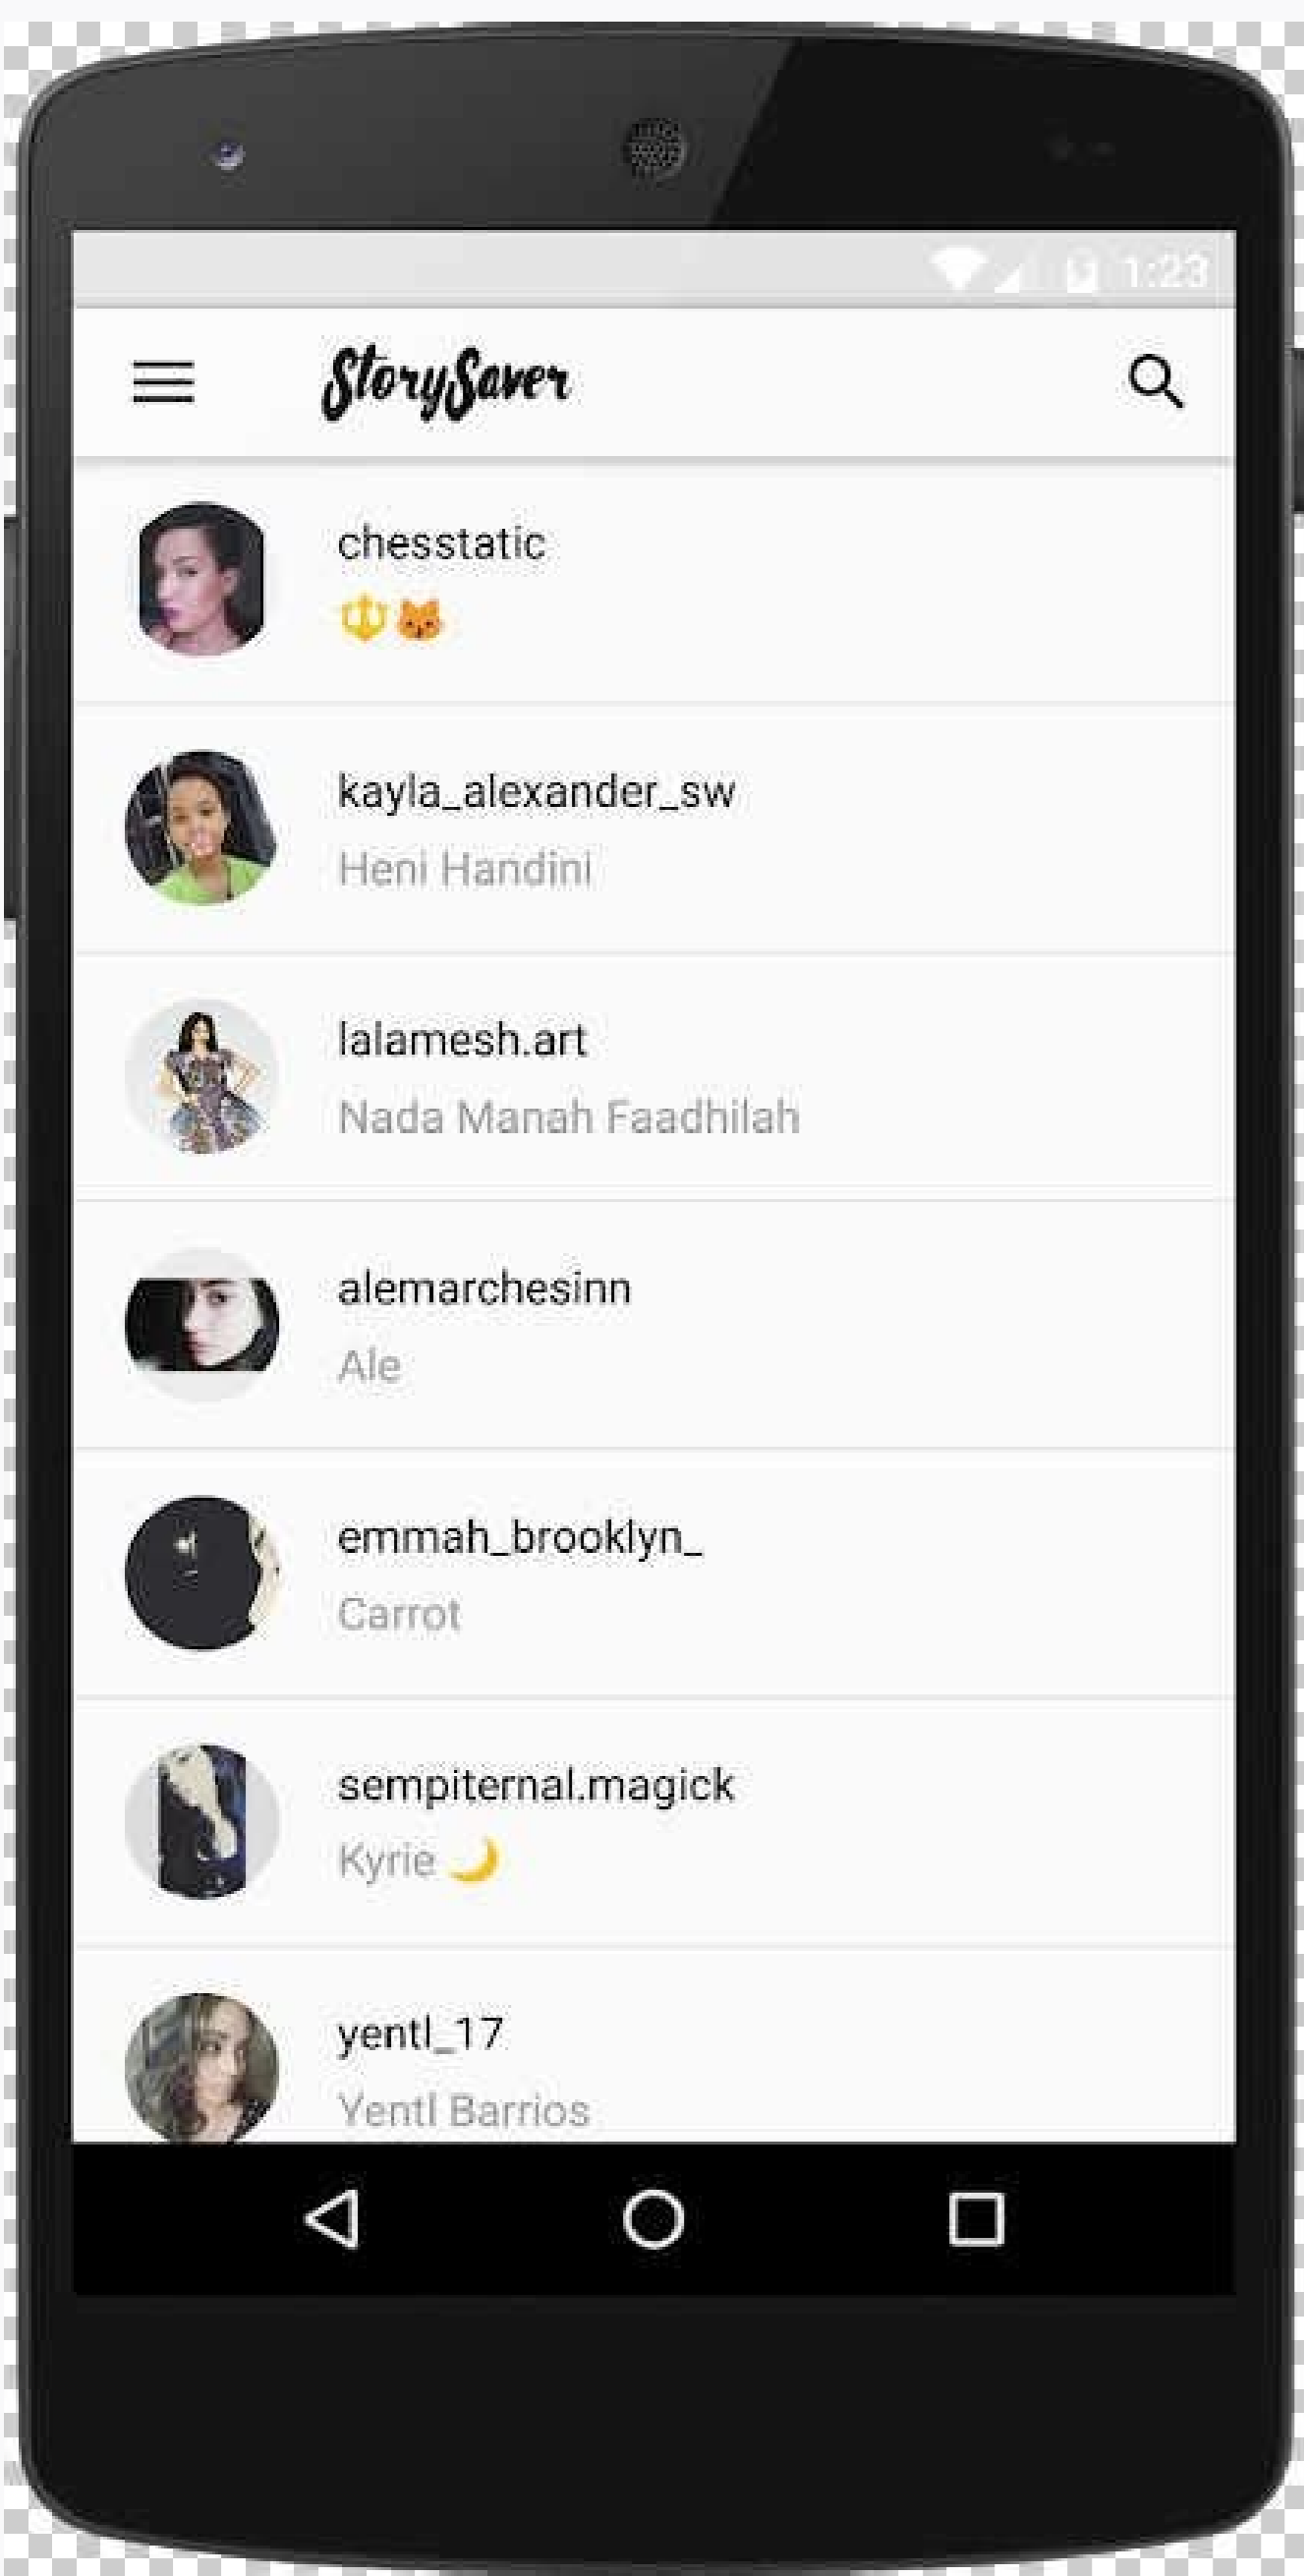 1:23
StorySaver
chesstatic
🔱🐱
kayla_alexander_sw
Heni Handini
lalamesh.art
Nada Manah Faadhilah
alemarchesinn
Ale
emmah_brooklyn_
Carrot
sempiternal.magick
Kyrie 🌙
yentl_17
Yentl Barrios